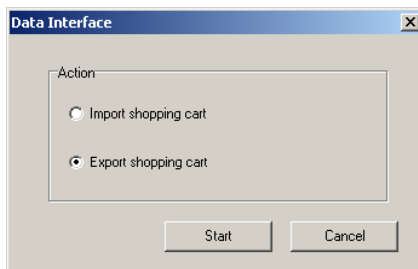 Data Interface
Action
Import shopping cart
Export shopping cart
Start
Cancel